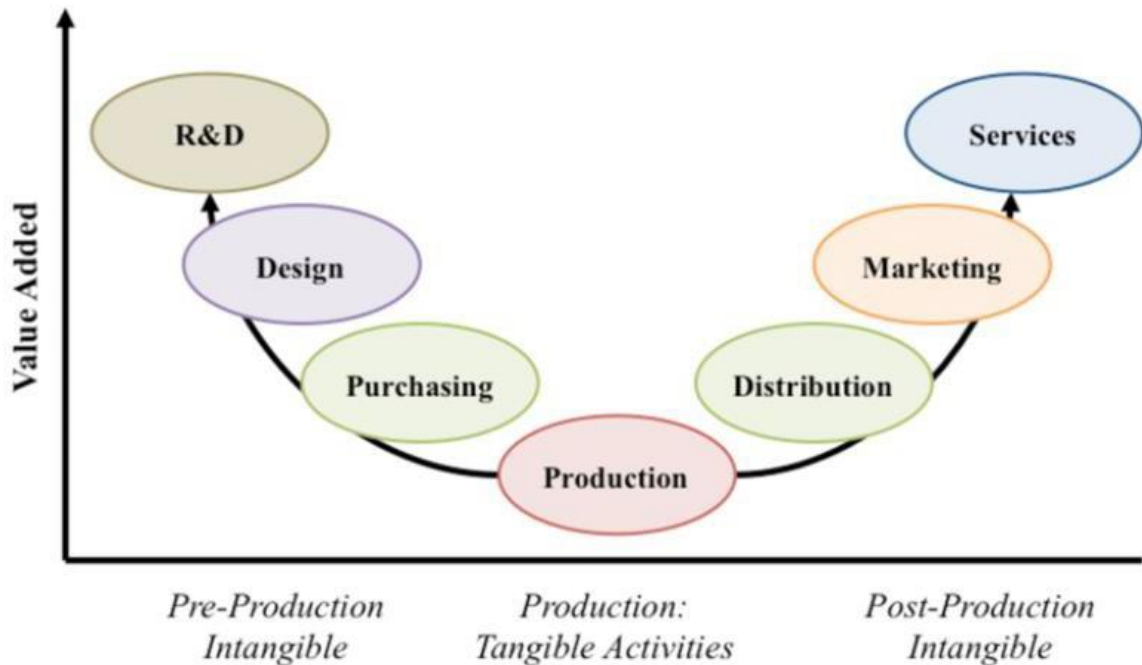 R&D
Services
Design
Marketing
Purchasing
Distribution
Production
Value Added
Pre-Production
Intangible
Production:
Tangible Activities
Post-Production
Intangible